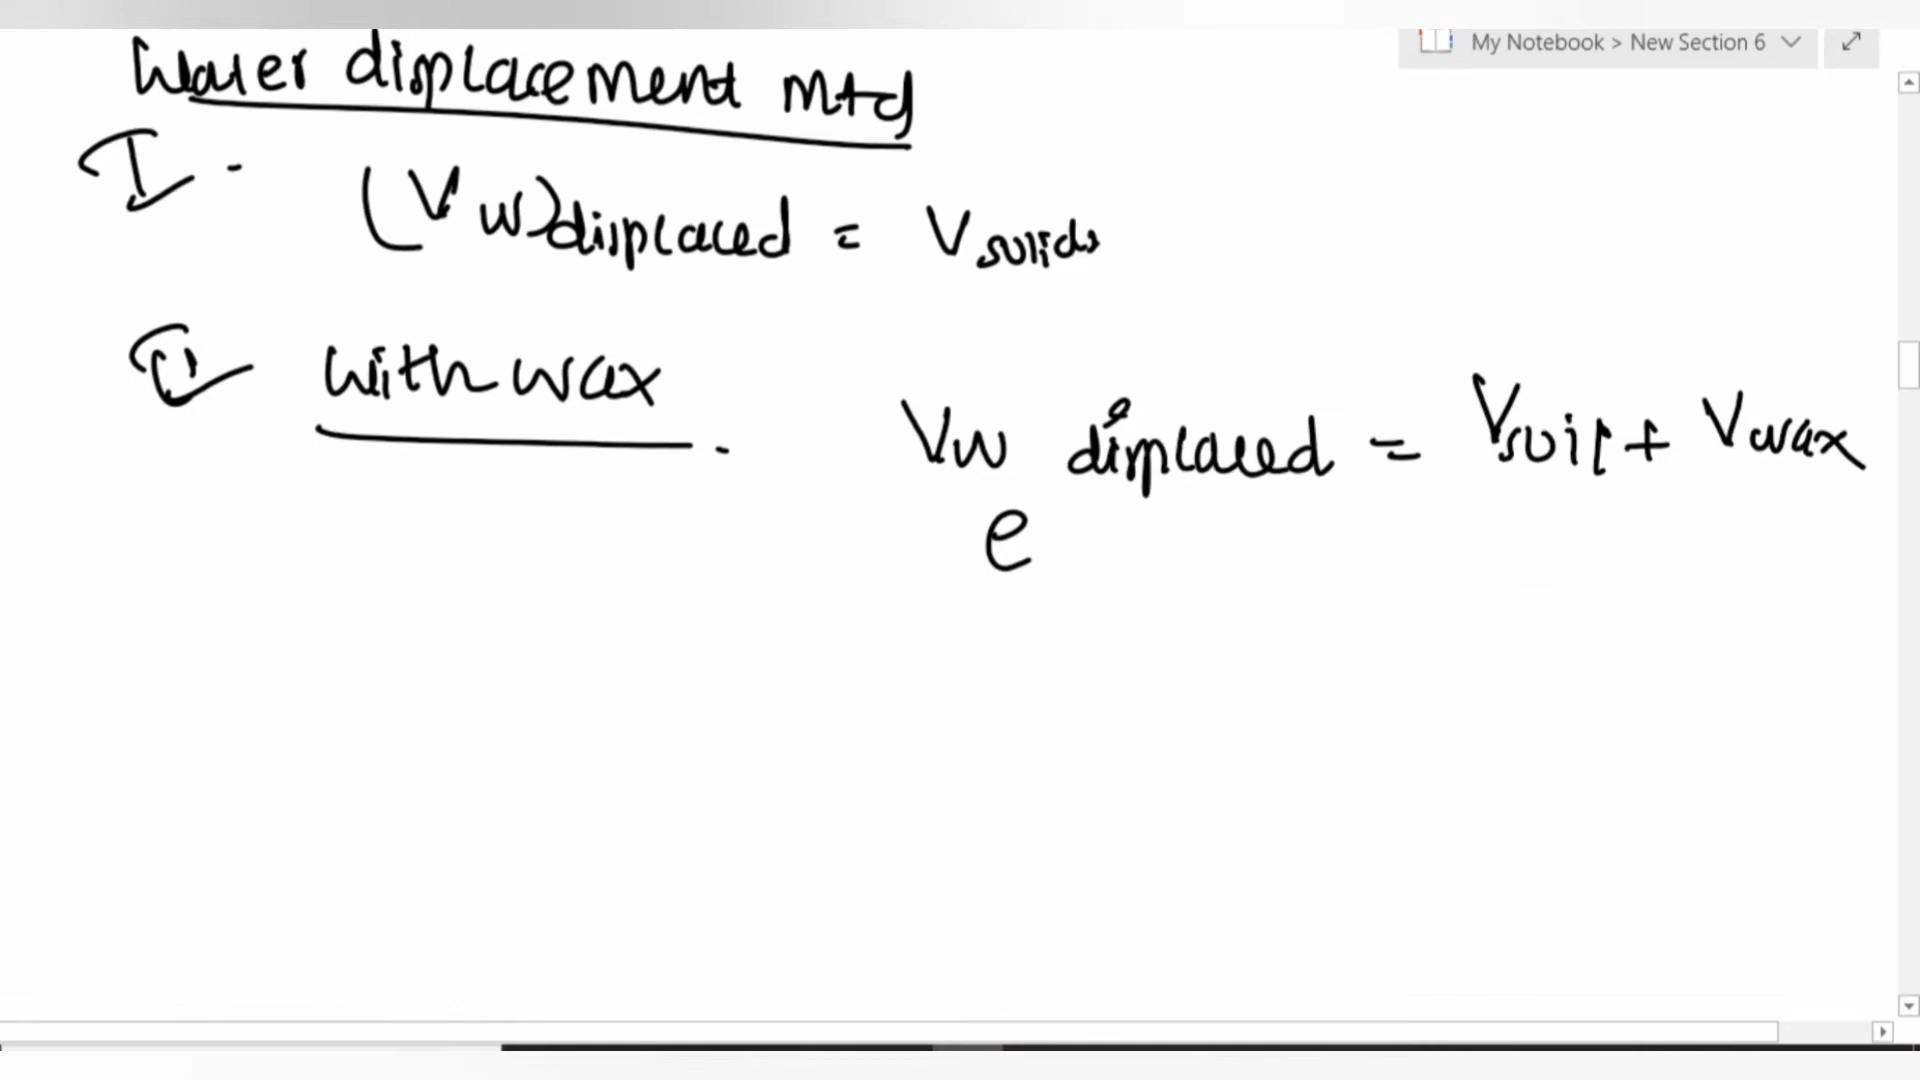 My Notebook > New Section 6
Water displacement mtd
I - (Vw)displaced = Vsolids
II with wax . Vw displaced = Vsoil + Vwax
e